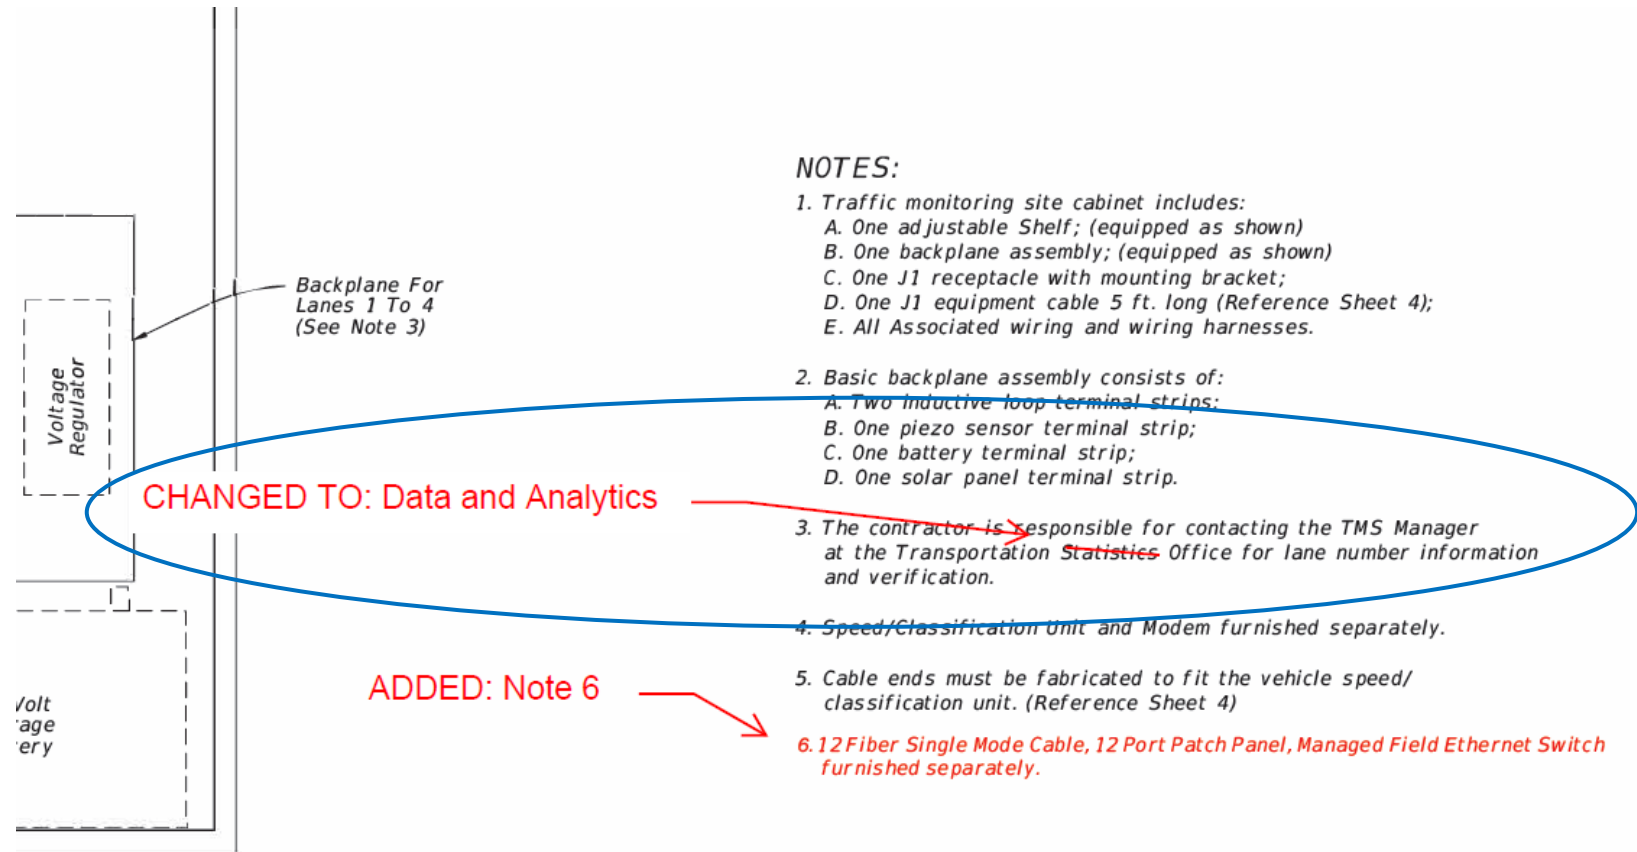 NOTES:
1. Traffic monitoring site cabinet includes:
A. One adjustable Shelf; (equipped as shown)
B. One backplane assembly; (equipped as shown)
C. One J1 receptacle with mounting bracket;
D. One J1 equipment cable 5 ft. long (Reference Sheet 4);
E. All Associated wiring and wiring harnesses.
Backplane For
Lanes 1 To 4
(See Note 3)
Voltage
Regulator
2. Basic backplane assembly consists of:
A. Two inductive loop terminal strips;
B. One piezo sensor terminal strip;
C. One battery terminal strip;
D. One solar panel terminal strip.
CHANGED TO: Data and Analytics
3. The contractor is responsible for contacting the TMS Manager
at the Transportation Statistics Office for lane number information
and verification.
4. Speed/Classification Unit and Modem furnished separately.
ADDED: Note 6
5. Cable ends must be fabricated to fit the vehicle speed/
classification unit. (Reference Sheet 4)
Volt
age
ery
6. 12 Fiber Single Mode Cable, 12 Port Patch Panel, Managed Field Ethernet Switch
furnished separately.